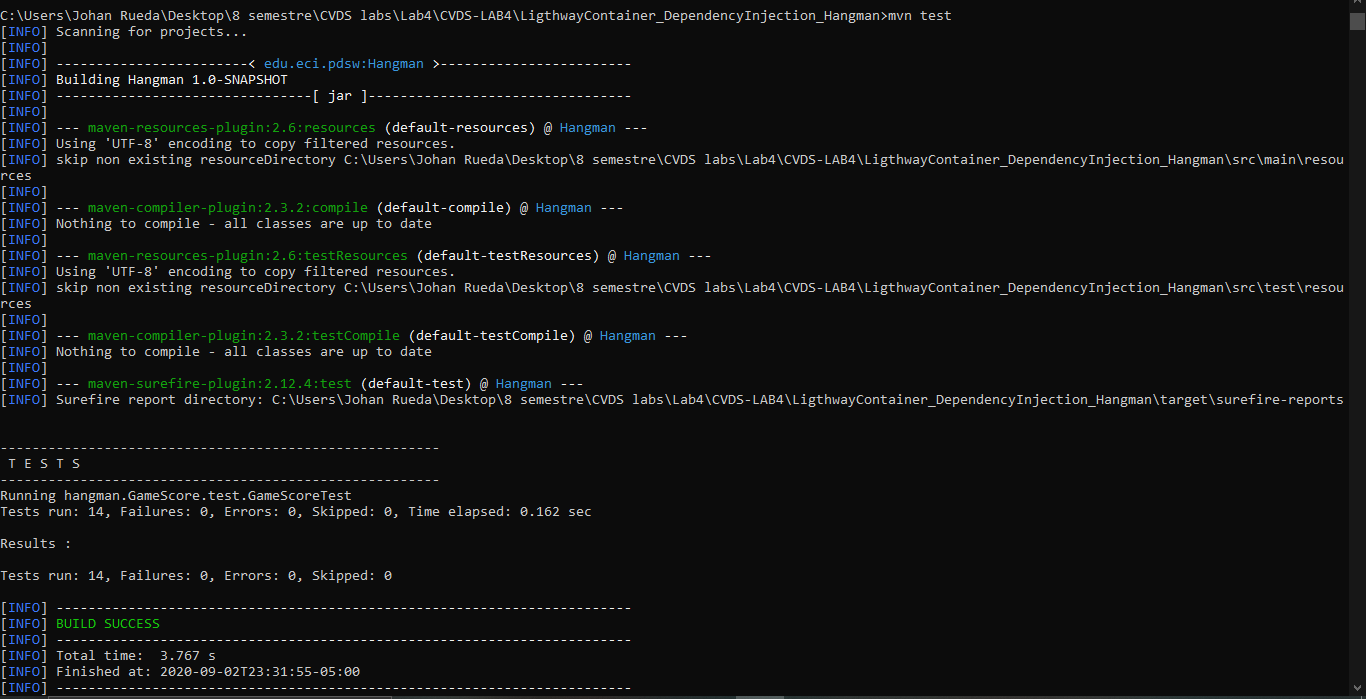 C:\Users\Johan Rueda\Desktop\8 semestre\CVDS labs\Lab4\CVDS-LAB4\LigthwayContainer_DependencyInjection_Hangman>mvn test
[INFO] Scanning for projects...
[INFO]
[INFO] ------------------------< edu.eci.pdsw:Hangman >------------------------
[INFO] Building Hangman 1.0-SNAPSHOT
[INFO] --------------------------------[ jar ]---------------------------------
[INFO]
[INFO] --- maven-resources-plugin:2.6:resources (default-resources) @ Hangman ---
[INFO] Using 'UTF-8' encoding to copy filtered resources.
[INFO] skip non existing resourceDirectory C:\Users\Johan Rueda\Desktop\8 semestre\CVDS labs\Lab4\CVDS-LAB4\LigthwayContainer_DependencyInjection_Hangman\src\main\resou
rces
[INFO]
[INFO] --- maven-compiler-plugin:2.3.2:compile (default-compile) @ Hangman ---
[INFO] Nothing to compile - all classes are up to date
[INFO]
[INFO] --- maven-resources-plugin:2.6:testResources (default-testResources) @ Hangman ---
[INFO] Using 'UTF-8' encoding to copy filtered resources.
[INFO] skip non existing resourceDirectory C:\Users\Johan Rueda\Desktop\8 semestre\CVDS labs\Lab4\CVDS-LAB4\LigthwayContainer_DependencyInjection_Hangman\src\test\resou
rces
[INFO]
[INFO] --- maven-compiler-plugin:2.3.2:testCompile (default-testCompile) @ Hangman ---
[INFO] Nothing to compile - all classes are up to date
[INFO]
[INFO] --- maven-surefire-plugin:2.12.4:test (default-test) @ Hangman ---
[INFO] Surefire report directory: C:\Users\Johan Rueda\Desktop\8 semestre\CVDS labs\Lab4\CVDS-LAB4\LigthwayContainer_DependencyInjection_Hangman\target\surefire-reports
-------------------------------------------------------
 T E S T S
-------------------------------------------------------
Running hangman.GameScore.test.GameScoreTest
Tests run: 14, Failures: 0, Errors: 0, Skipped: 0, Time elapsed: 0.162 sec
Results :
Tests run: 14, Failures: 0, Errors: 0, Skipped: 0
[INFO] ------------------------------------------------------------------------
[INFO] BUILD SUCCESS
[INFO] ------------------------------------------------------------------------
[INFO] Total time:  3.767 s
[INFO] Finished at: 2020-09-02T23:31:55-05:00
[INFO] ------------------------------------------------------------------------